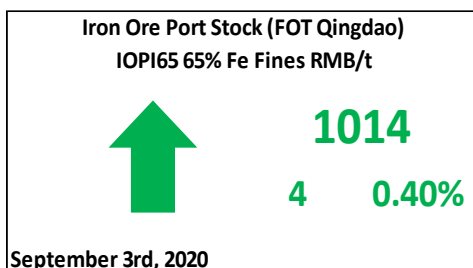 Iron Ore Port Stock (FOT Qingdao)
IOPI65 65% Fe Fines RMB/t
1014
4 0.40%
September 3rd, 2020